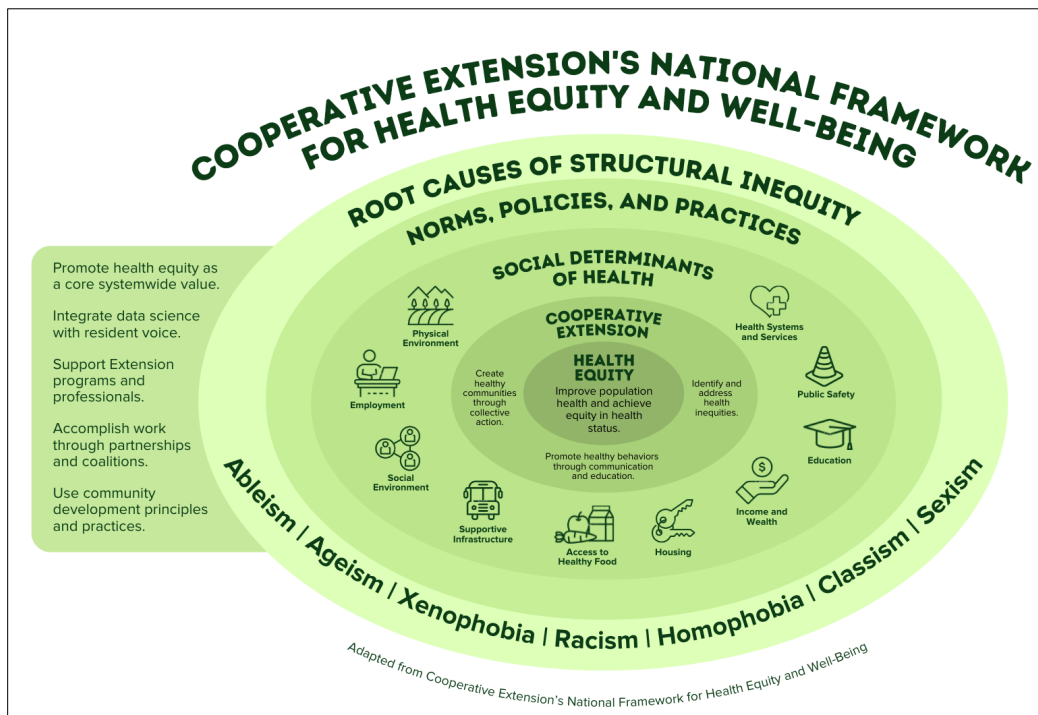 COOPERATIVE EXTENSION'S NATIONAL FRAMEWORK
FOR HEALTH EQUITY AND WELL-BEING
ROOT CAUSES OF STRUCTURAL INEQUITY
NORMS, POLICIES, AND PRACTICES
SOCIAL DETERMINANTS
OF HEALTH
COOPERATIVE
EXTENSION
HEALTH
EQUITY
Improve population
health and achieve
equity in health
status.
Create
healthy
communities
through
collective
action.
Identify and
address
health
inequities.
Promote healthy behaviors
through communication
and education.
Physical
Environment
Employment
Social
Environment
Supportive
Infrastructure
Access to
Healthy Food
Housing
Income and
Wealth
Education
Public Safety
Health Systems
and Services
Promote health equity as
a core systemwide value.
Integrate data science
with resident voice.
Support Extension
programs and
professionals.
Accomplish work
through partnerships
and coalitions.
Use community
development principles
and practices.
Ableism | Ageism | Xenophobia | Racism | Homophobia | Classism | Sexism
Adapted from Cooperative Extension's National Framework for Health Equity and Well-Being